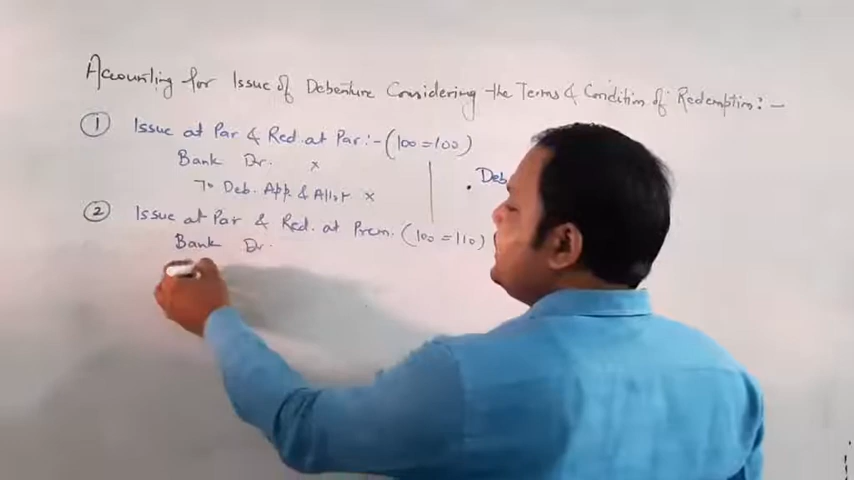 Accounting for Issue of Debenture Considering the Terms & Condition of Redemption :-
1 Issue at Par & Red. at Par :- (100 = 100)
Bank Dr. x
To Deb. App & Allot x
• Deb
2 Issue at Par & Red. at Prem. (100 = 110)
Bank Dr.